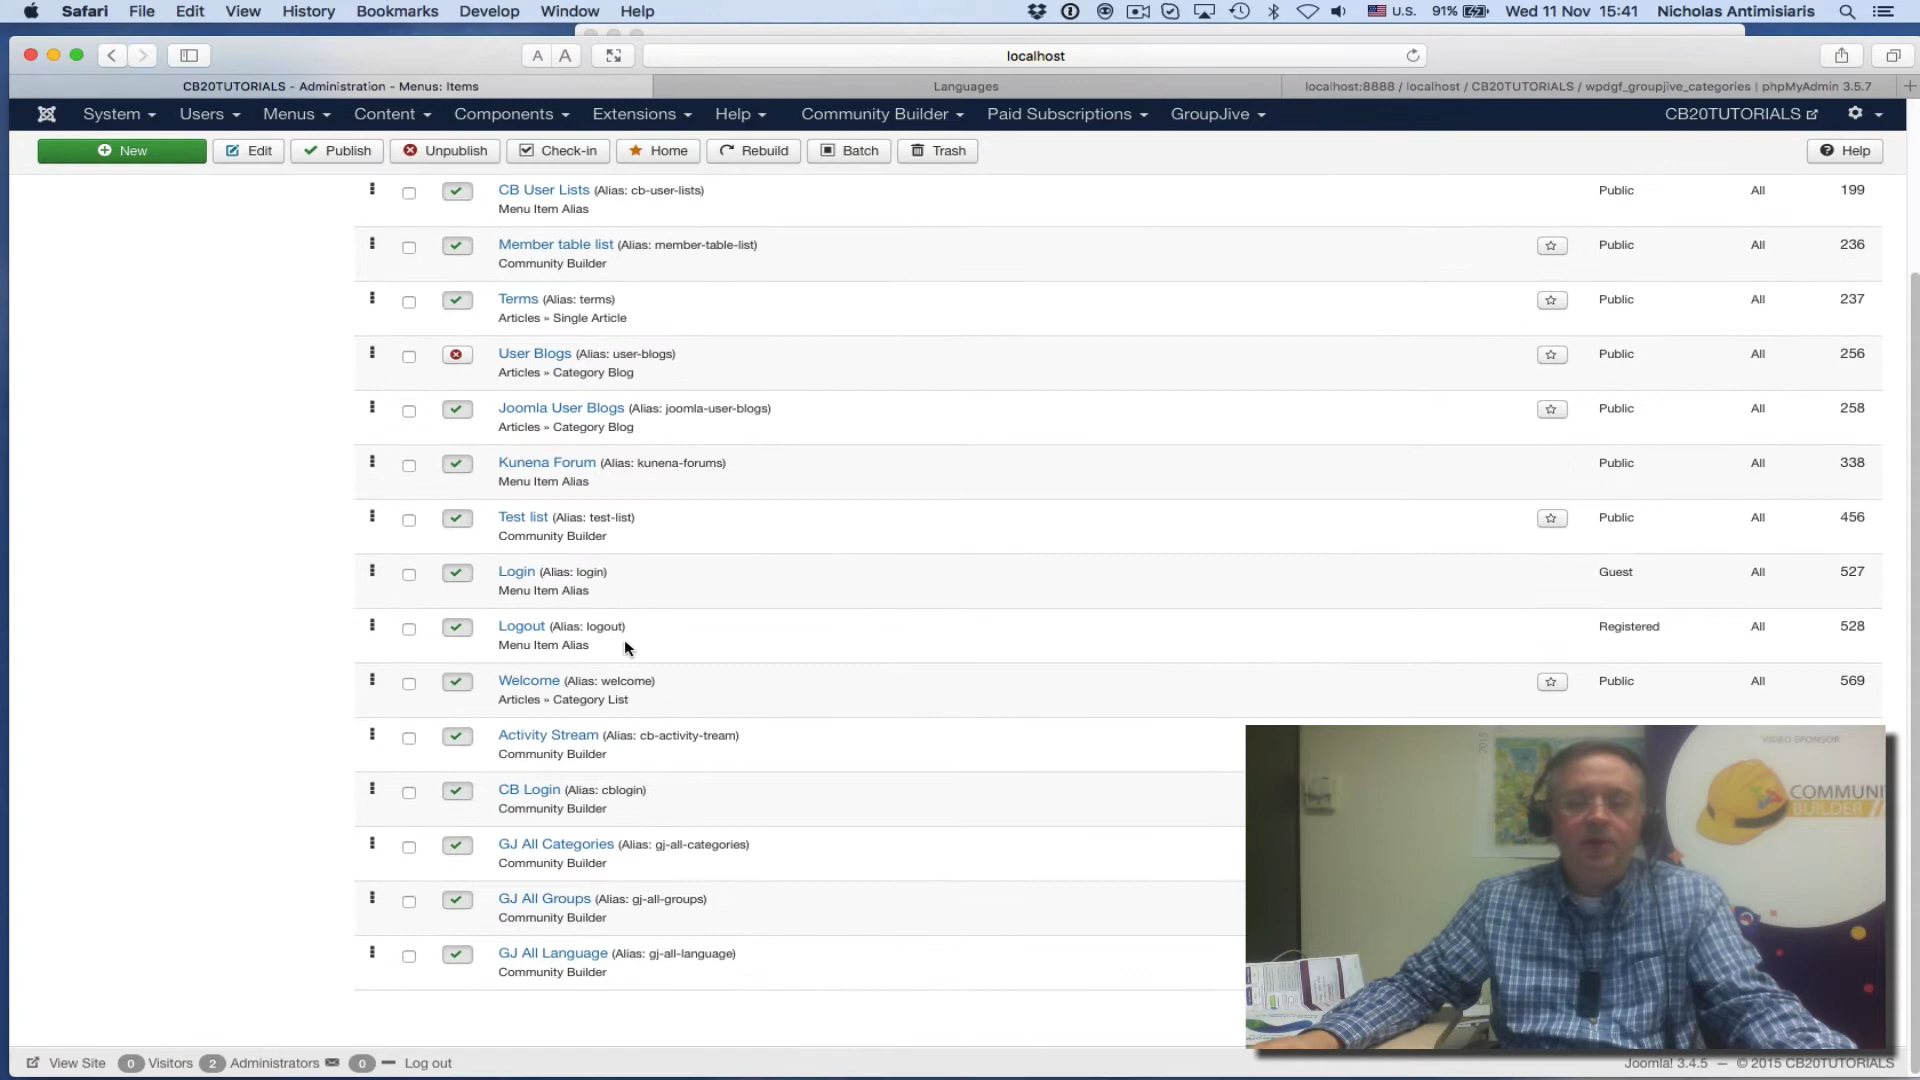 Safari File Edit View History Bookmarks Develop Window Help U.S. 91% Wed 11 Nov 15:41 Nicholas Antimisiaris
A A localhost
CB20TUTORIALS - Administration - Menus: Items Languages localhost:8888 / localhost / CB20TUTORIALS / wpdgf_groupjive_categories | phpMyAdmin 3.5.7
System Users Menus Content Components Extensions Help Community Builder Paid Subscriptions GroupJive CB20TUTORIALS
New Edit Publish Unpublish Check-in Home Rebuild Batch Trash Help
CB User Lists (Alias: cb-user-lists) Public All 199
Menu Item Alias
Member table list (Alias: member-table-list) Public All 236
Community Builder
Terms (Alias: terms) Public All 237
Articles » Single Article
User Blogs (Alias: user-blogs) Public All 256
Articles » Category Blog
Joomla User Blogs (Alias: joomla-user-blogs) Public All 258
Articles » Category Blog
Kunena Forum (Alias: kunena-forums) Public All 338
Menu Item Alias
Test list (Alias: test-list) Public All 456
Community Builder
Login (Alias: login) Guest All 527
Menu Item Alias
Logout (Alias: logout) Registered All 528
Menu Item Alias
Welcome (Alias: welcome) Public All 569
Articles » Category List
Activity Stream (Alias: cb-activity-tream)
Community Builder
CB Login (Alias: cblogin)
Community Builder
GJ All Categories (Alias: gj-all-categories)
Community Builder
GJ All Groups (Alias: gj-all-groups)
Community Builder
GJ All Language (Alias: gj-all-language)
Community Builder
2015
VIDEO SPONSOR
COMMUNI
BUILDER //
View Site 0 Visitors 2 Administrators 0 Log out Joomla! 3.4.5 — © 2015 CB20TUTORIALS